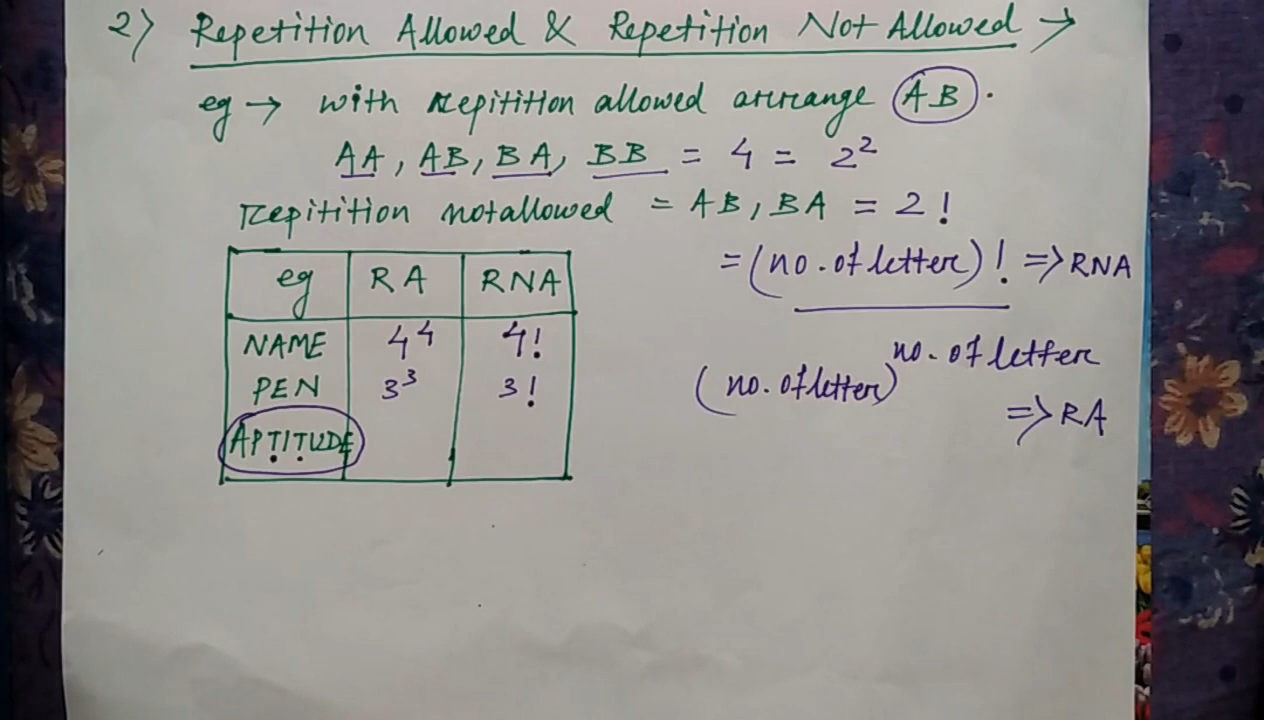 2) Repetition Allowed & Repetition Not Allowed →
eg → with repitition allowed arrange AB.
AA, AB, BA, BB = 4 = 2²
repitition notallowed = AB, BA = 2!
= (no. of letter)! ⇒ RNA
eg RA RNA
NAME 4⁴ 4!
PEN 3³ 3!
APTITUDE
(no. of letter)^no. of letter
⇒ RA